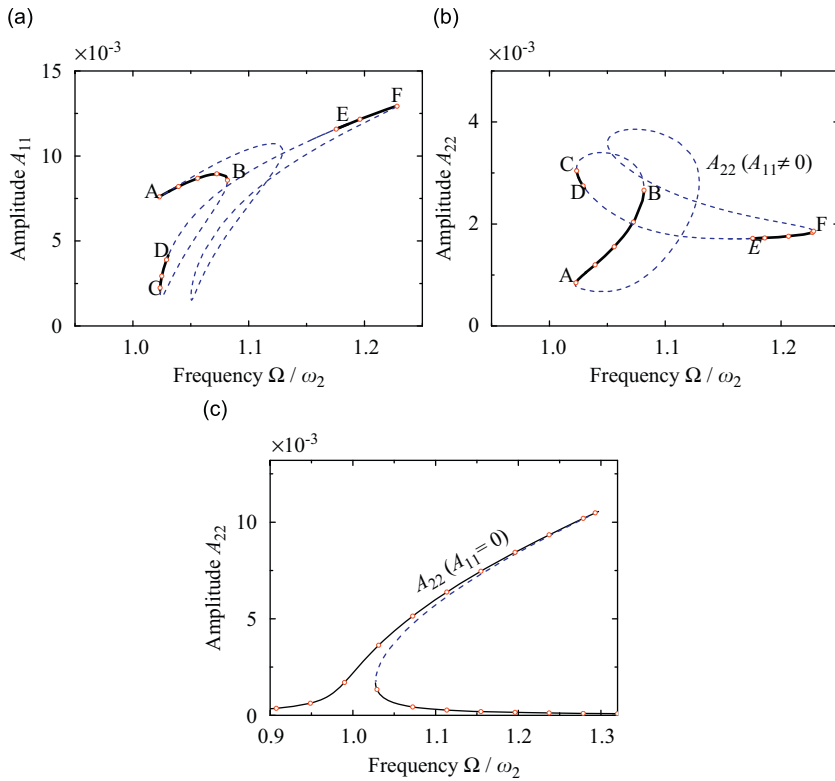 (a)
×10⁻³
15
10
5
0
Amplitude A₁₁
A
B
C
D
E
F
1.0
1.1
1.2
Frequency Ω / ω₂
(b)
×10⁻³
4
2
0
Amplitude A₂₂
A₂₂ (A₁₁≠ 0)
C
D
B
A
E
F
1.0
1.1
1.2
Frequency Ω / ω₂
(c)
×10⁻³
10
5
0
Amplitude A₂₂
A₂₂ (A₁₁= 0)
0.9
1.0
1.1
1.2
1.3
Frequency Ω / ω₂